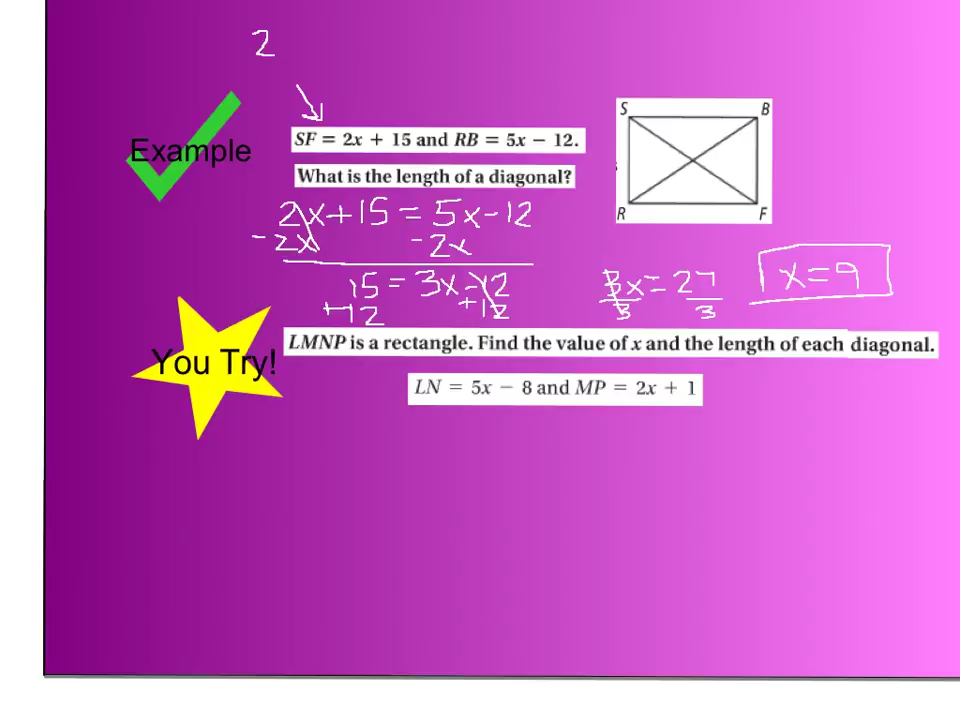 2
S B
Example
SF = 2x + 15 and RB = 5x − 12.
What is the length of a diagonal?
R F
2x+15 = 5x-12
-2x -2x
15 = 3x-12 3x=27 x=9
+12 +12 3 3
LMNP is a rectangle. Find the value of x and the length of each diagonal.
You Try!
LN = 5x − 8 and MP = 2x + 1